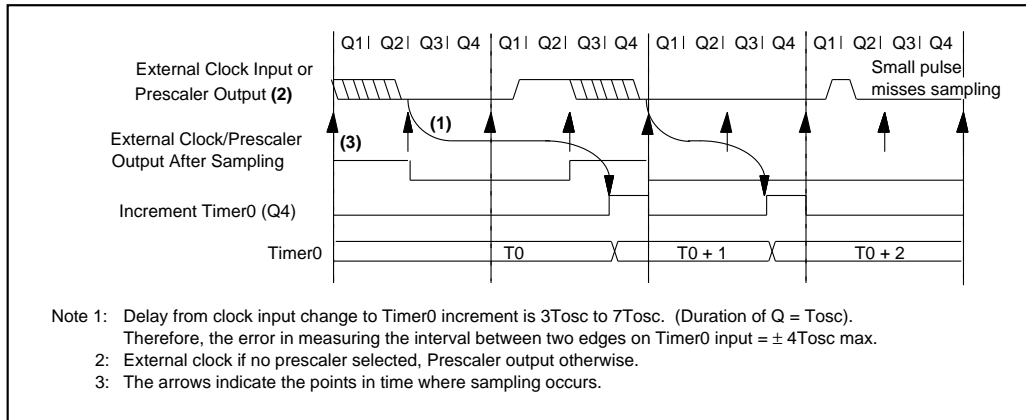 Q1| Q2| Q3| Q4 Q1| Q2| Q3| Q4 Q1| Q2| Q3| Q4 Q1| Q2| Q3| Q4
External Clock Input or
Prescaler Output (2)
Small pulse
misses sampling
(1)
(3)
External Clock/Prescaler
Output After Sampling
Increment Timer0 (Q4)
Timer0 T0 T0 + 1 T0 + 2
Note 1: Delay from clock input change to Timer0 increment is 3Tosc to 7Tosc. (Duration of Q = Tosc).
Therefore, the error in measuring the interval between two edges on Timer0 input = ± 4Tosc max.
2: External clock if no prescaler selected, Prescaler output otherwise.
3: The arrows indicate the points in time where sampling occurs.